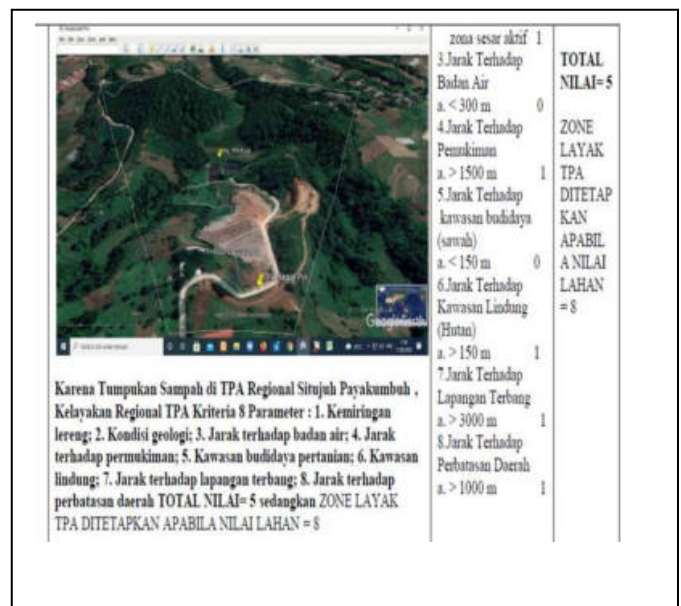 zona sesar aktif 1
3.Jarak Terhadap
Badan Air
a. < 300 m 0
4.Jarak Terhadap
Pemukiman
a. > 1500 m 1
5.Jarak Terhadap
kawasan budidaya
(sawah)
a. < 150 m 0
6.Jarak Terhadap
Kawasan Lindung
(Hutan)
a. > 150 m 1
7.Jarak Terhadap
Lapangan Terbang
a. > 3000 m 1
8.Jarak Terhadap
Perbatasan Daerah
a. > 1000 m 1
TOTAL
NILAI= 5
ZONE
LAYAK
TPA
DITETAP
KAN
APABIL
A NILAI
LAHAN
= 8
Karena Tumpukan Sampah di TPA Regional Situjuh Payakumbuh ,
Kelayakan Regional TPA Kriteria 8 Parameter : 1. Kemiringan
lereng; 2. Kondisi geologi; 3. Jarak terhadap badan air; 4. Jarak
terhadap permukiman; 5. Kawasan budidaya pertanian; 6. Kawasan
lindung; 7. Jarak terhadap lapangan terbang; 8. Jarak terhadap
perbatasan daerah TOTAL NILAI= 5 sedangkan ZONE LAYAK
TPA DITETAPKAN APABILA NILAI LAHAN = 8